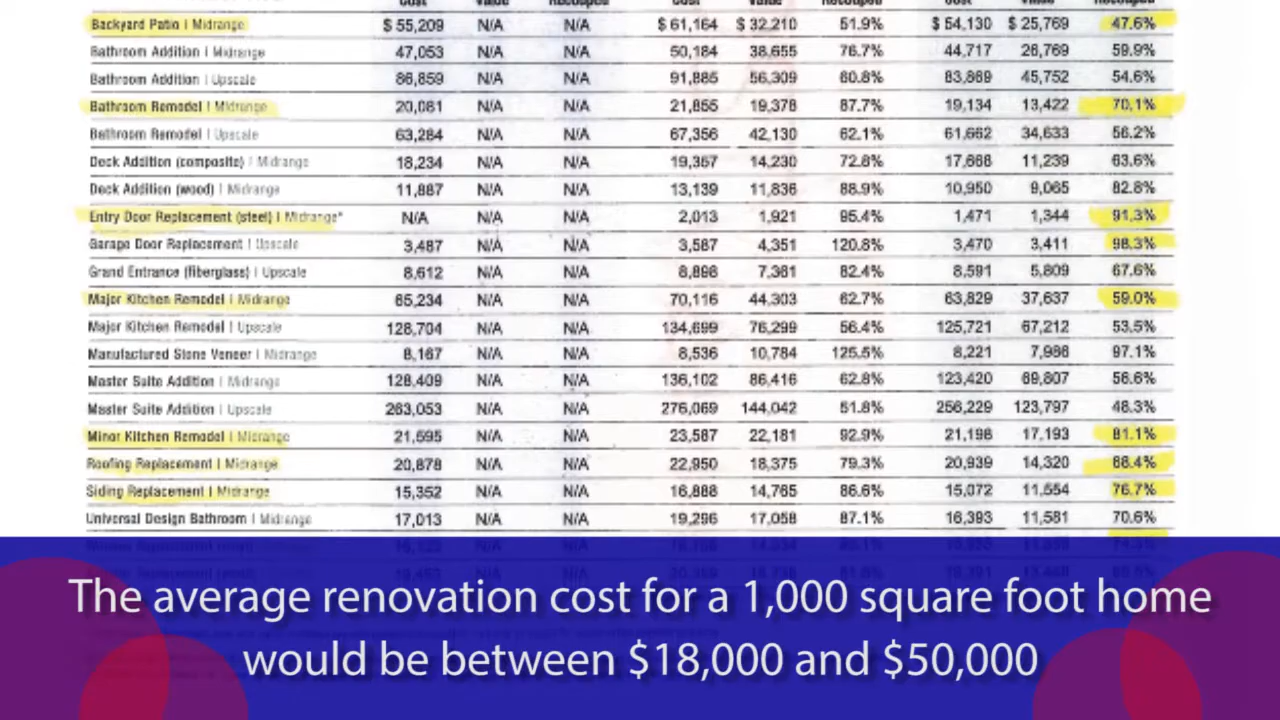 Cost Value Recouped Cost Value Recouped Cost Value Recouped
Backyard Patio | Midrange $55,209 N/A N/A $61,164 $32,210 51.9% $54,130 $25,769 47.6%
Bathroom Addition | Midrange 47,053 N/A N/A 50,184 38,655 76.7% 44,717 26,769 59.9%
Bathroom Addition | Upscale 86,859 N/A N/A 91,885 56,309 60.8% 83,869 45,752 54.6%
Bathroom Remodel | Midrange 20,061 N/A N/A 21,855 19,378 87.7% 19,134 13,422 70.1%
Bathroom Remodel | Upscale 63,284 N/A N/A 67,356 42,130 62.1% 61,662 34,633 56.2%
Deck Addition (composite) | Midrange 18,234 N/A N/A 19,357 14,230 72.8% 17,668 11,239 63.6%
Deck Addition (wood) | Midrange 11,887 N/A N/A 13,139 11,836 88.9% 10,950 9,065 82.8%
Entry Door Replacement (steel) | Midrange* N/A N/A N/A 2,013 1,921 95.4% 1,471 1,344 91.3%
Garage Door Replacement | Upscale 3,487 N/A N/A 3,587 4,351 120.8% 3,470 3,411 98.3%
Grand Entrance (fiberglass) | Upscale 8,612 N/A N/A 8,898 7,361 82.4% 8,591 5,809 67.6%
Major Kitchen Remodel | Midrange 65,234 N/A N/A 70,116 44,303 62.7% 63,829 37,637 59.0%
Major Kitchen Remodel | Upscale 128,704 N/A N/A 134,699 76,299 56.4% 125,721 67,212 53.5%
Manufactured Stone Veneer | Midrange 8,167 N/A N/A 8,536 10,784 125.5% 8,221 7,986 97.1%
Master Suite Addition | Midrange 128,409 N/A N/A 136,102 86,416 62.8% 123,420 69,807 56.6%
Master Suite Addition | Upscale 263,053 N/A N/A 276,069 144,042 51.8% 256,229 123,797 48.3%
Minor Kitchen Remodel | Midrange 21,595 N/A N/A 23,587 22,181 92.9% 21,198 17,193 81.1%
Roofing Replacement | Midrange 20,878 N/A N/A 22,950 18,375 79.3% 20,939 14,320 68.4%
Siding Replacement | Midrange 15,352 N/A N/A 16,888 14,765 86.6% 15,072 11,554 76.7%
Universal Design Bathroom | Midrange 17,013 N/A N/A 19,296 17,058 87.1% 16,393 11,581 70.6%
The average renovation cost for a 1,000 square foot home
would be between $18,000 and $50,000